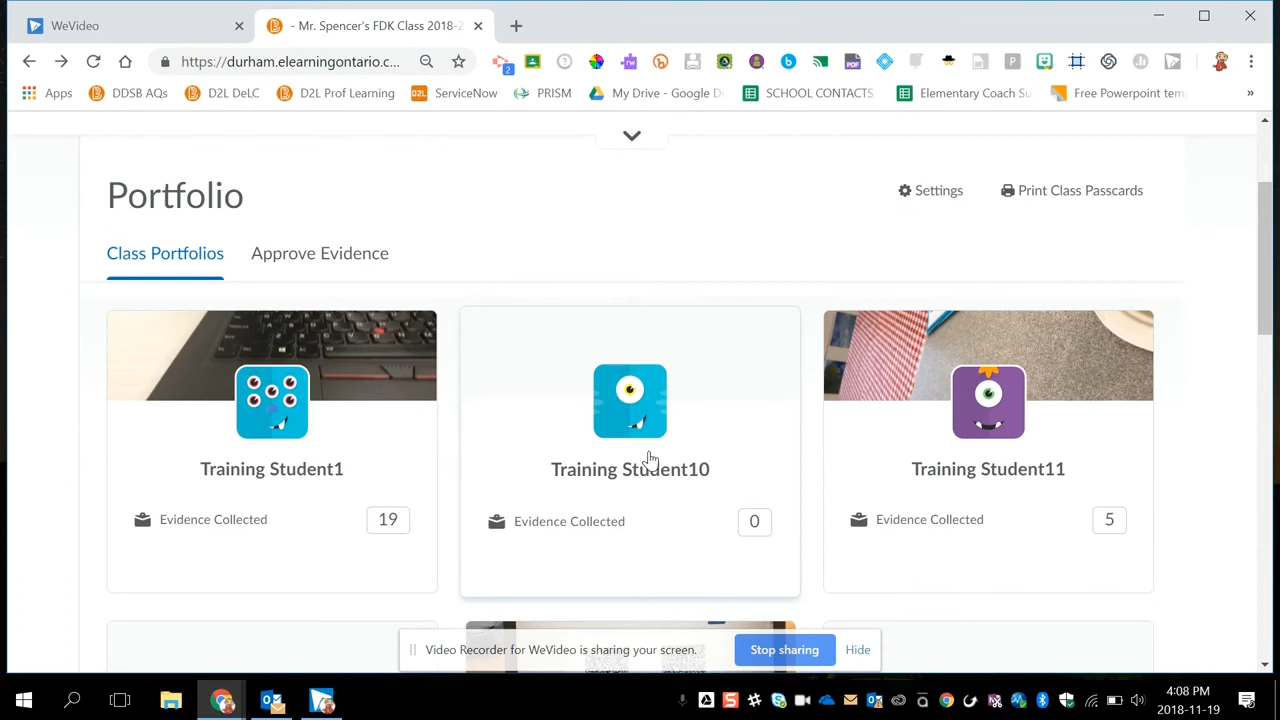 WeVideo
- Mr. Spencer's FDK Class 2018-2
https://durham.elearningontario.c...
Apps
DDSB AQs
D2L DeLC
D2L Prof Learning
ServiceNow
PRISM
My Drive - Google D
SCHOOL CONTACTS
Elementary Coach Su
Free Powerpoint tem
»
Portfolio
Settings
Print Class Passcards
Class Portfolios
Approve Evidence
Training Student1
Evidence Collected
19
Training Student10
Evidence Collected
0
Training Student11
Evidence Collected
5
Video Recorder for WeVideo is sharing your screen.
Stop sharing
Hide
4:08 PM
2018-11-19